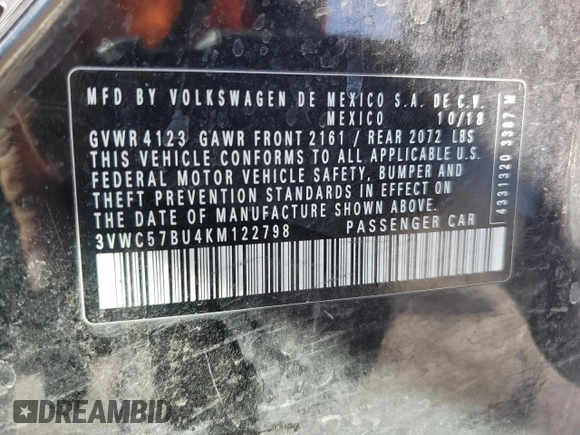 MFD BY VOLKSWAGEN DE MEXICO S.A. DE C.V.
MEXICO 10/18
GVWR 4123 GAWR FRONT 2161 / REAR 2072 LBS
THIS VEHICLE CONFORMS TO ALL APPLICABLE U.S.
FEDERAL MOTOR VEHICLE SAFETY, BUMPER AND
THEFT PREVENTION STANDARDS IN EFFECT ON
THE DATE OF MANUFACTURE SHOWN ABOVE.
3VWC57BU4KM122798 PASSENGER CAR
4331320 3387 M
DREAMBID